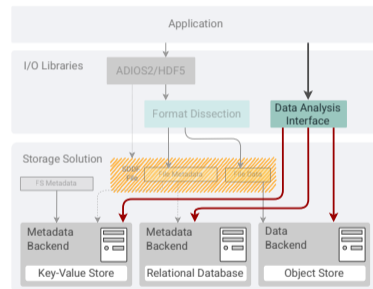 Application
I/O Libraries
ADIOS2/HDF5
Format Dissection
Data Analysis
Interface
Storage Solution
SDDF
File
File Metadata
File Data
FS Metadata
Metadata
Backend
Key-Value Store
Metadata
Backend
Relational Database
Data
Backend
Object Store